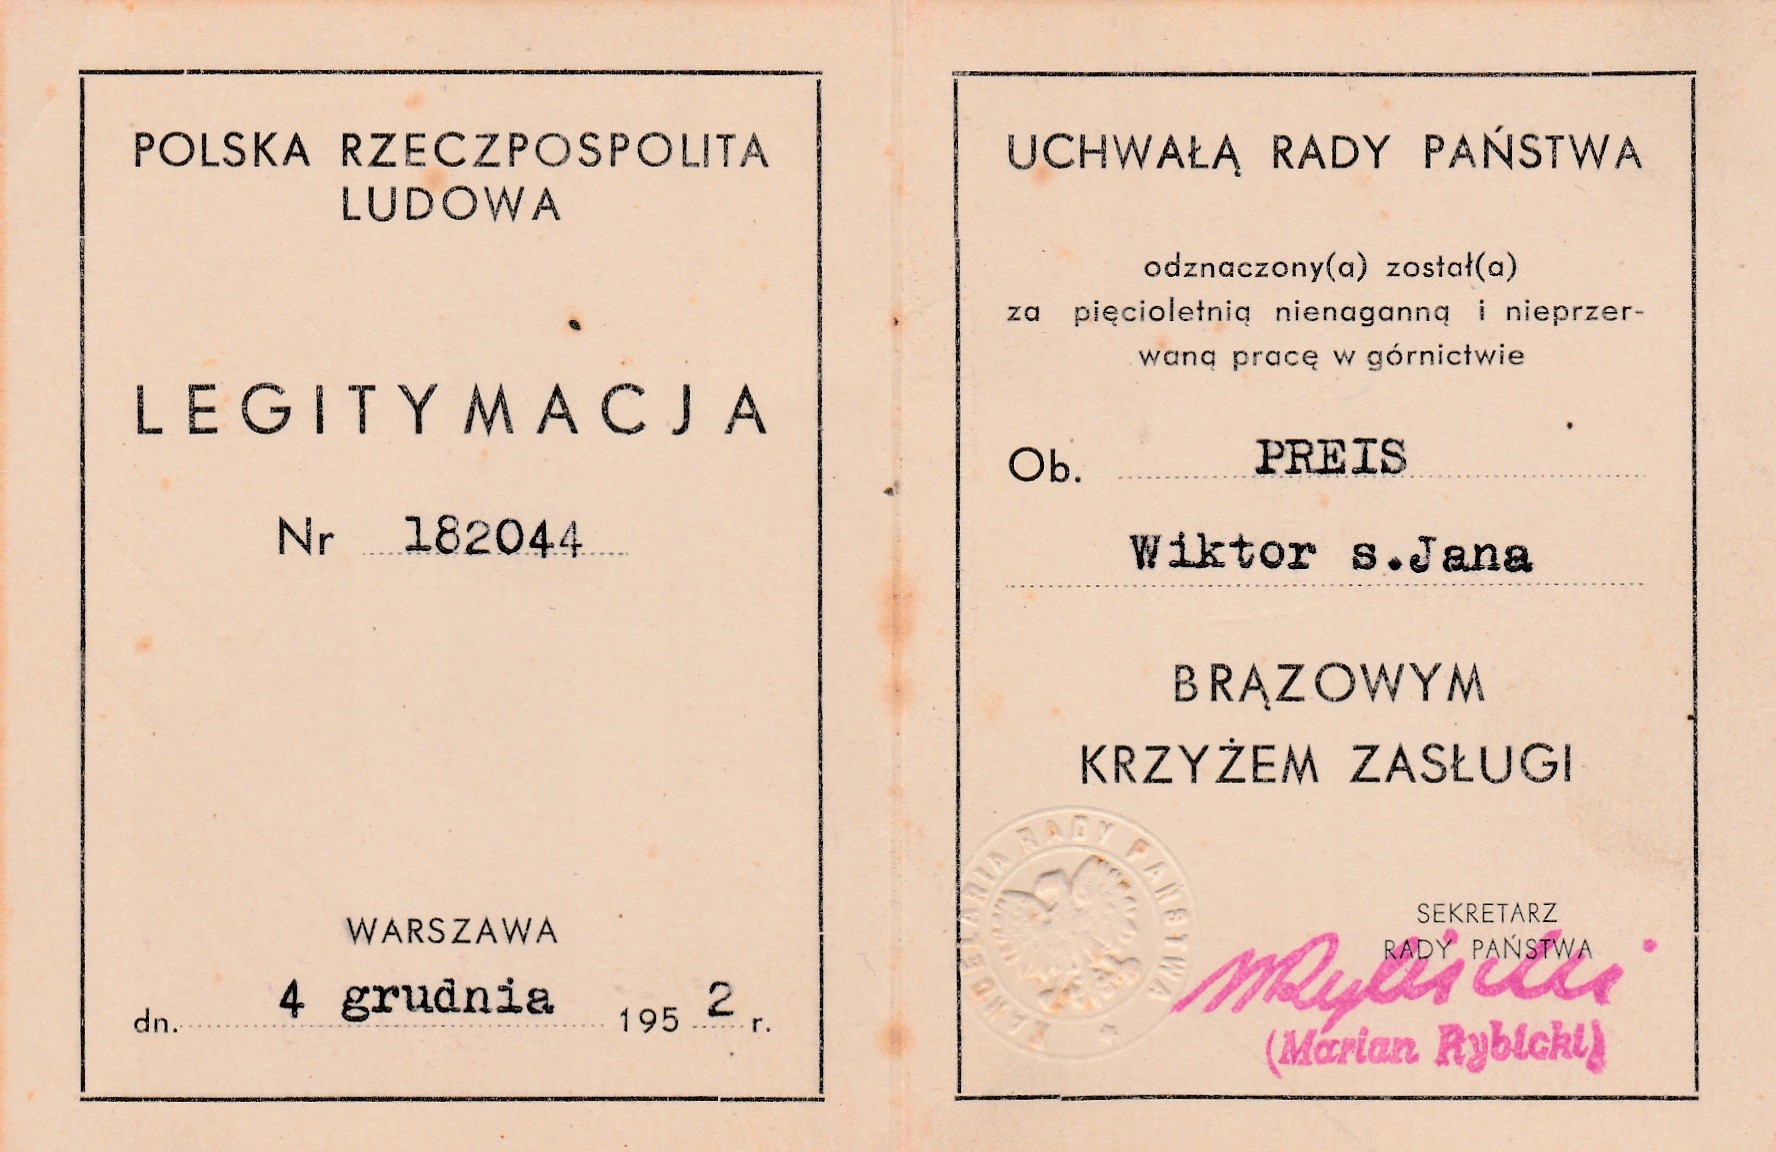 POLSKA RZECZPOSPOLITA
LUDOWA
LEGITYMACJA
Nr 182044
WARSZAWA
dn. 4 grudnia 1952 r.
UCHWAŁĄ RADY PAŃSTWA
odznaczony(a) został(a)
za pięcioletnią nienaganną i nieprzer-
waną pracę w górnictwie
Ob. PREIS
Wiktor s.Jana
BRĄZOWYM
KRZYŻEM ZASŁUGI
KANCELARIA RADY PAŃSTWA
SEKRETARZ
RADY PAŃSTWA
MRybicki
(Marian Rybicki)